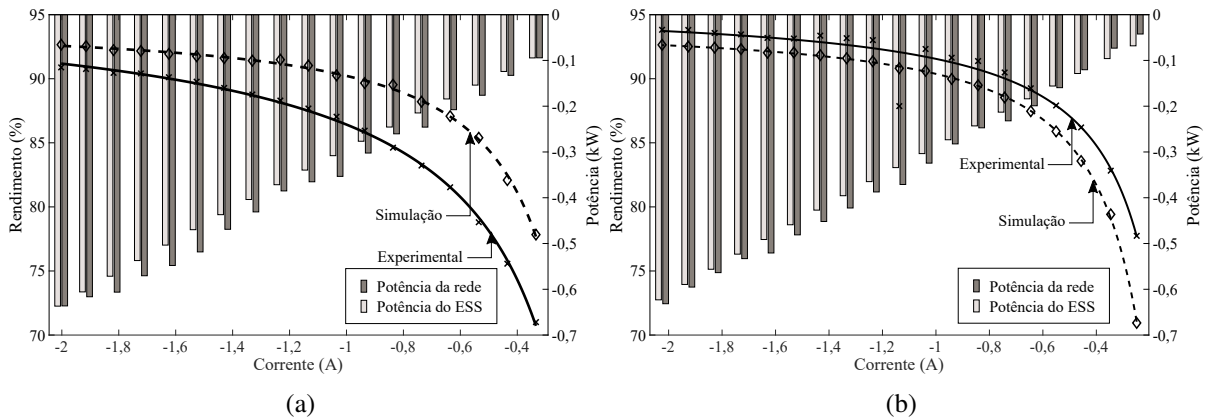 95
90
85
80
75
70
Rendimento (%)
0
-0,1
-0,2
-0,3
-0,4
-0,5
-0,6
-0,7
Potência (kW)
Simulação
Experimental
Potência da rede
Potência do ESS
-2 -1,8 -1,6 -1,4 -1,2 -1 -0,8 -0,6 -0,4
Corrente (A)
(a)
95
90
85
80
75
70
Rendimento (%)
0
-0,1
-0,2
-0,3
-0,4
-0,5
-0,6
-0,7
Potência (kW)
Experimental
Simulação
Potência da rede
Potência do ESS
-2 -1,8 -1,6 -1,4 -1,2 -1 -0,8 -0,6 -0,4
Corrente (A)
(b)